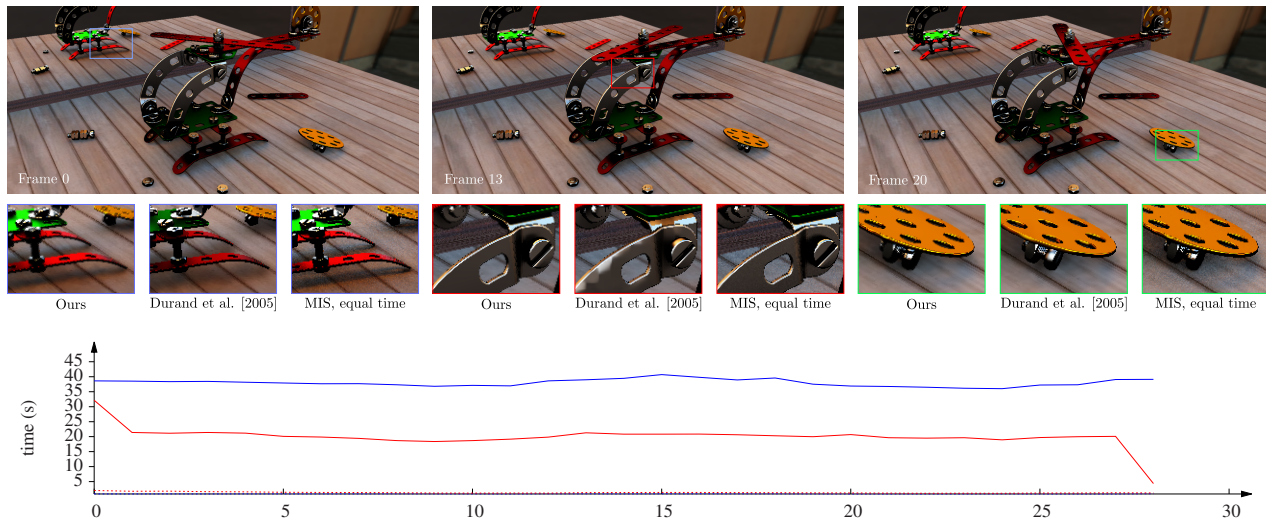 Frame 0
Frame 13
Frame 20
Ours
Durand et al. [2005]
MIS, equal time
Ours
Durand et al. [2005]
MIS, equal time
Ours
Durand et al. [2005]
MIS, equal time
time (s)
45
40
35
30
25
20
15
10
5
0
5
10
15
20
25
30